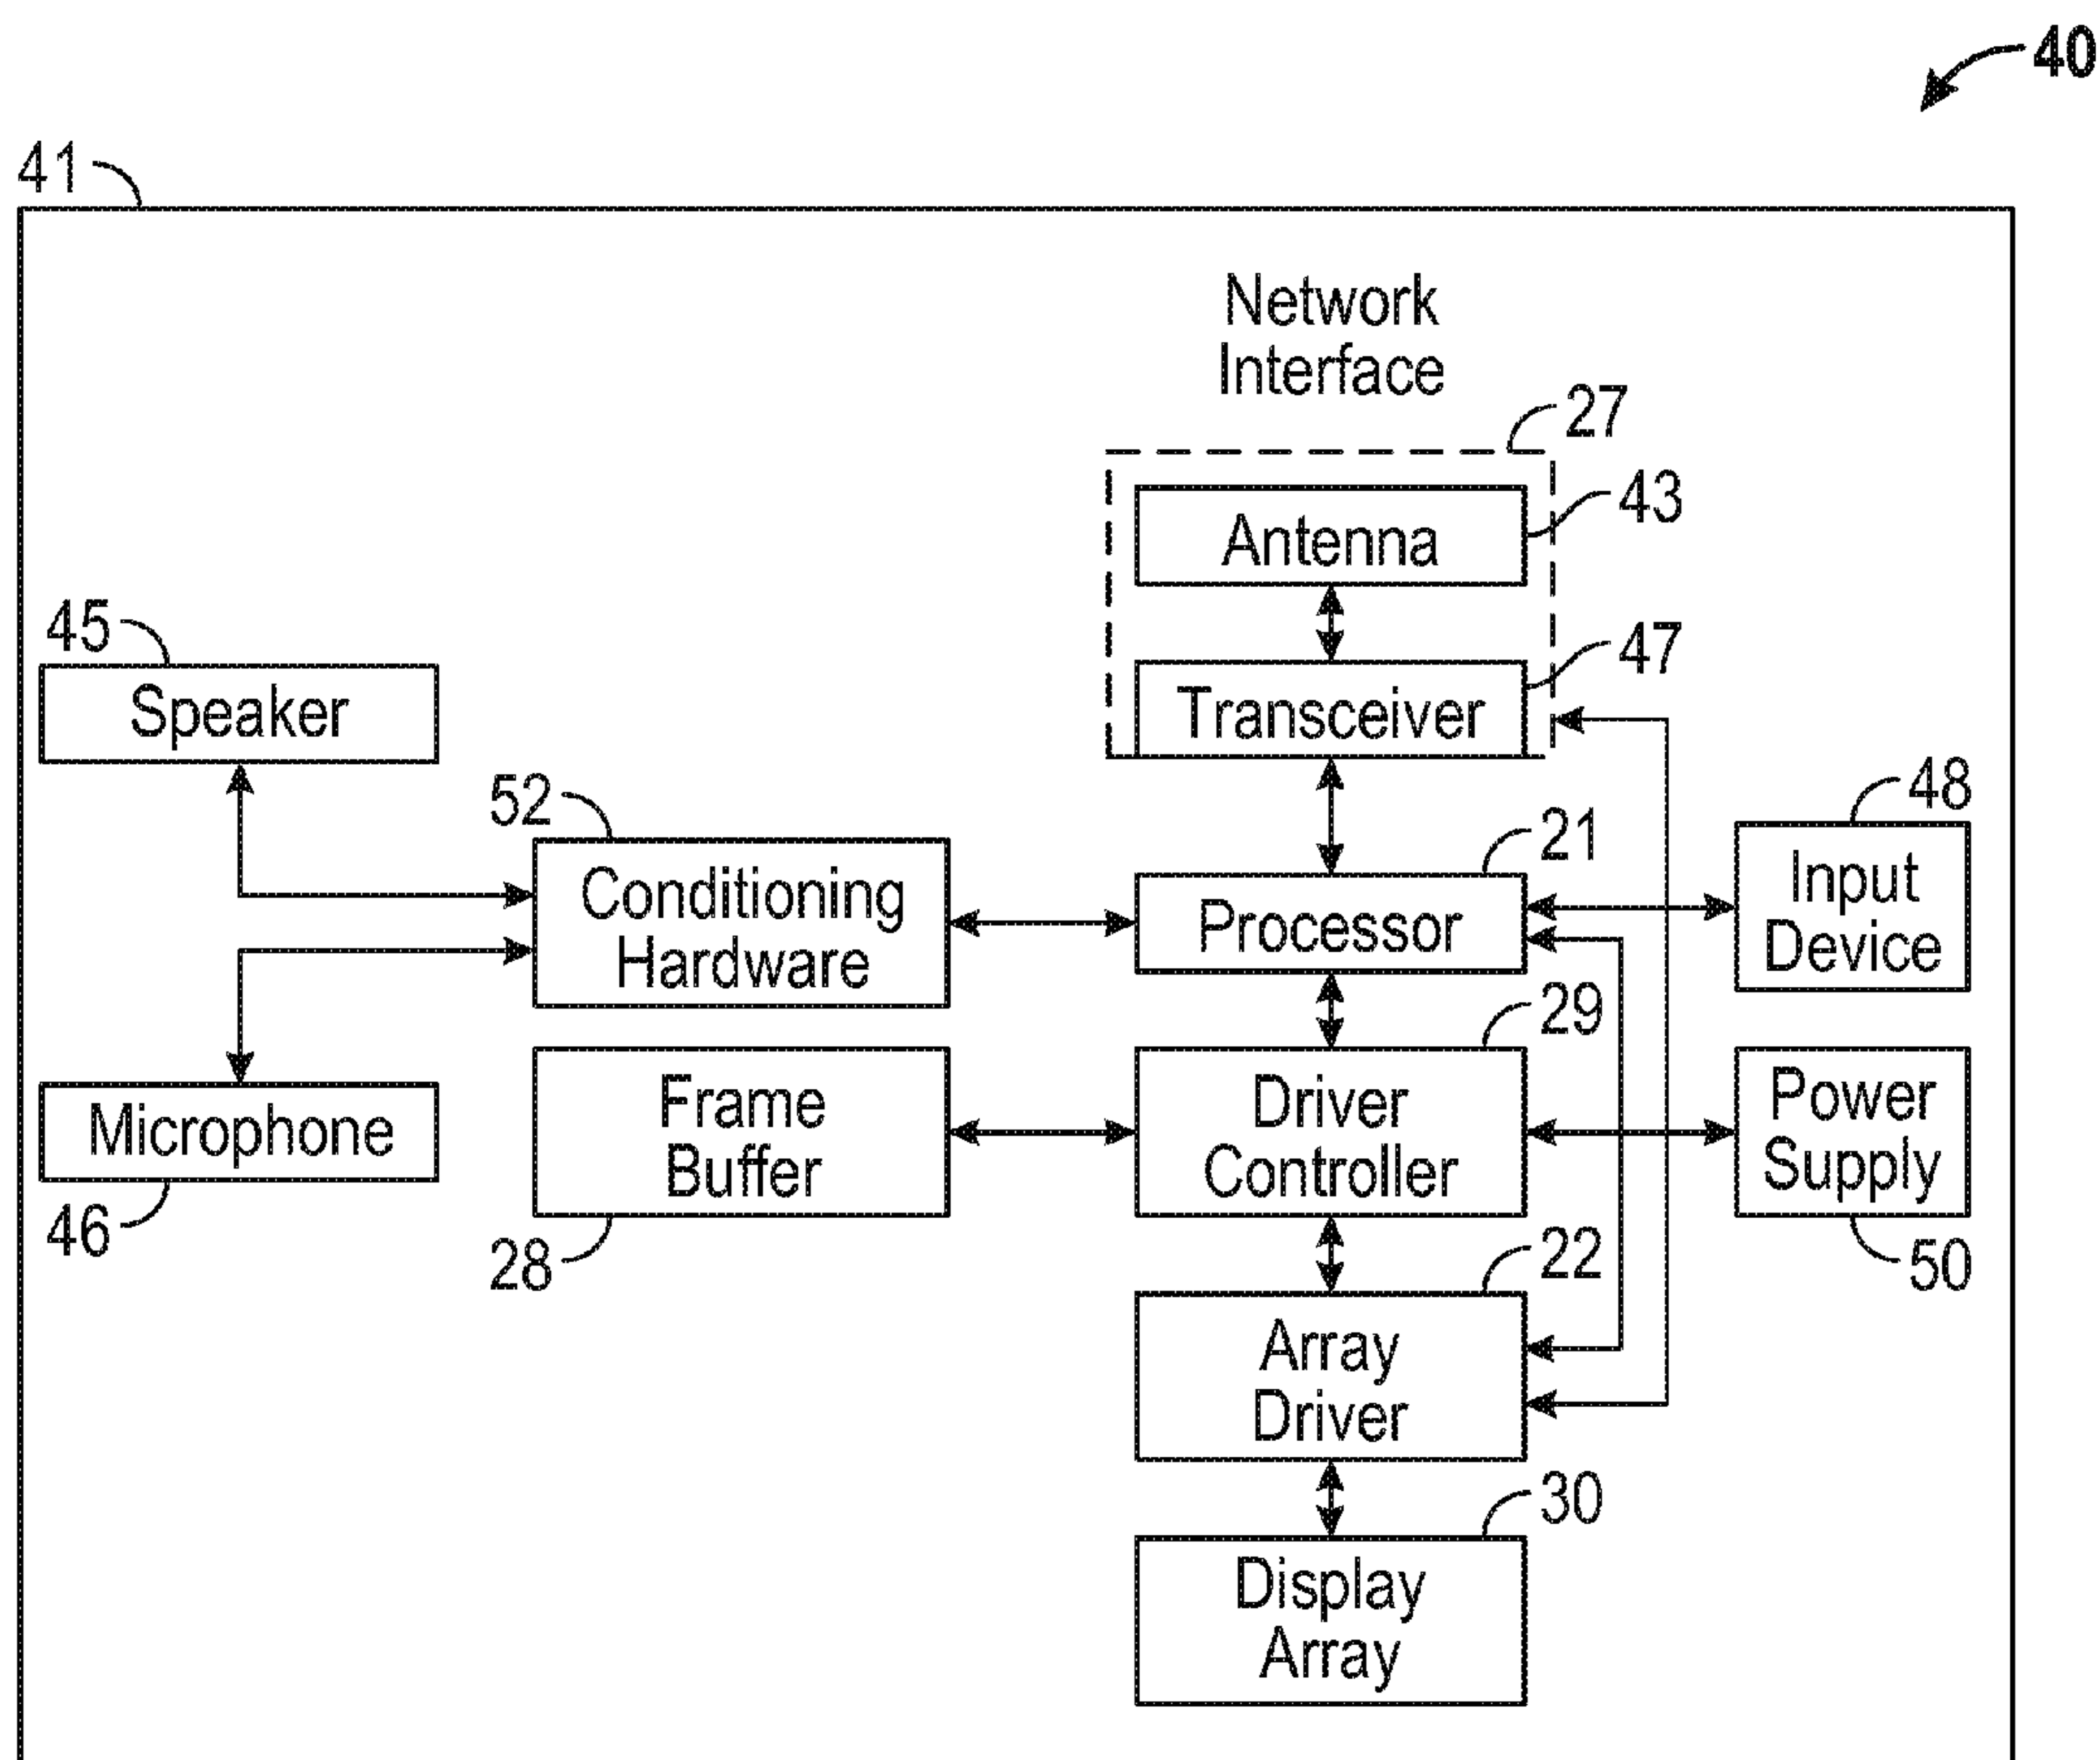 40
41
Network
Interface
27
43
Antenna
45
47
Speaker
Transceiver
52
48
21
Conditioning
Hardware
Processor
Input
Device
29
Microphone
46
Frame
Buffer
28
Driver
Controller
Power
Supply
50
22
Array
Driver
30
Display
Array